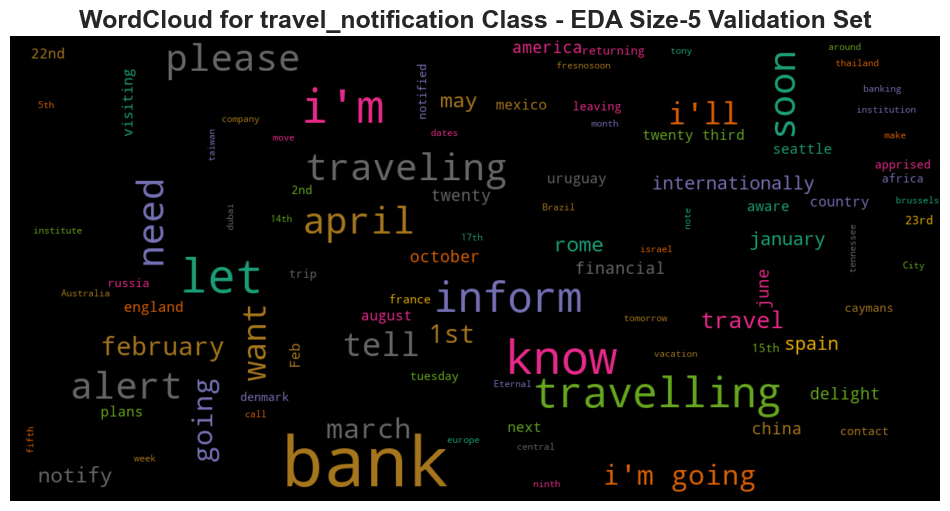 WordCloud for travel_notification Class - EDA Size-5 Validation Set
22nd
please
america
returning
tony
around
fresnosoon
thailand
visiting
notified
soon
banking
5th
i'm
may
mexico
leaving
i'll
institution
company
month
move
dates
twenty third
make
taiwan
seattle
traveling
apprised
uruguay
internationally
africa
need
2nd
twenty
country
brussels
dubai
april
Brazil
note
aware
23rd
14th
institute
17th
rome
january
tennessee
october
israel
let
trip
financial
City
russia
june
Australia
england
france
inform
caymans
want
august
tomorrow
travel
february
Feb
tell
1st
know
vacation
15th
spain
alert
going
tuesday
Eternal
travelling
denmark
delight
plans
call
fifth
march
next
china
contact
bank
europe
central
week
notify
i'm going
ninth